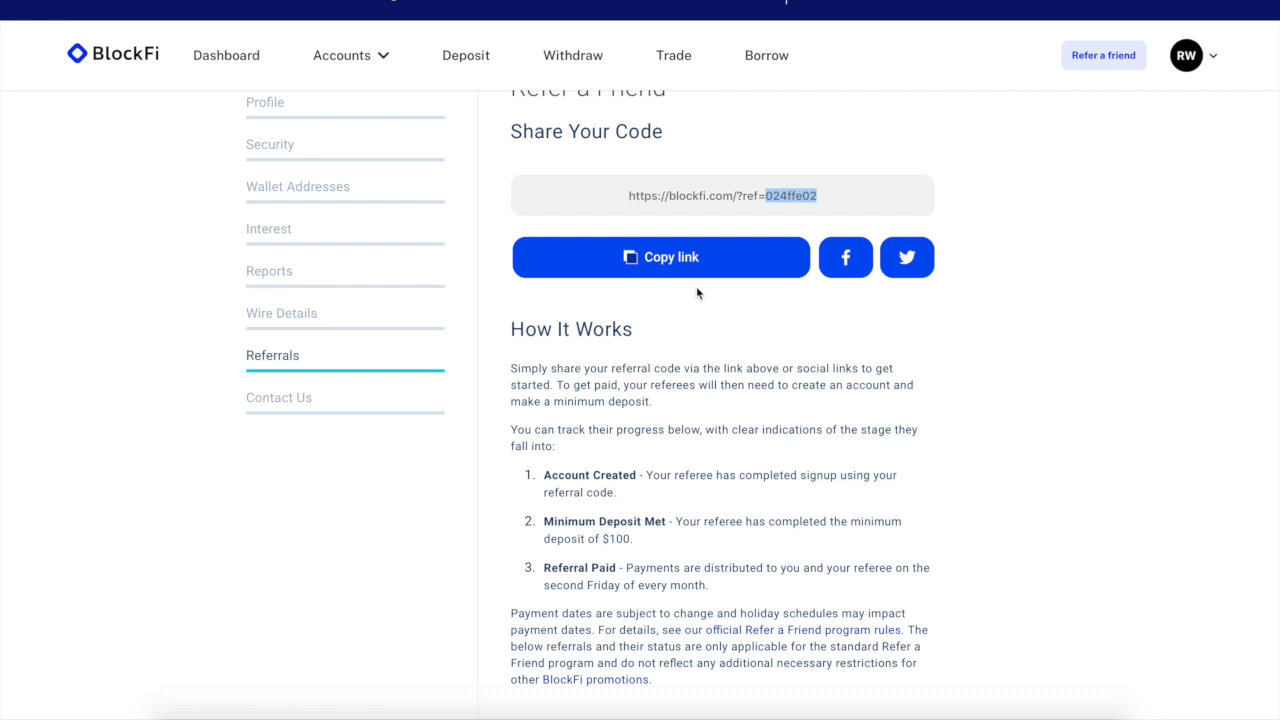 BlockFi
Dashboard
Accounts
Deposit
Withdraw
Trade
Borrow
Refer a friend
RW
Profile
Security
Wallet Addresses
Interest
Reports
Wire Details
Referrals
Contact Us
Refer a Friend
Share Your Code
https://blockfi.com/?ref=024ffe02
Copy link
How It Works
Simply share your referral code via the link above or social links to get
started. To get paid, your referees will then need to create an account and
make a minimum deposit.
You can track their progress below, with clear indications of the stage they
fall into:
1. Account Created - Your referee has completed signup using your
referral code.
2. Minimum Deposit Met - Your referee has completed the minimum
deposit of $100.
3. Referral Paid - Payments are distributed to you and your referee on the
second Friday of every month.
Payment dates are subject to change and holiday schedules may impact
payment dates. For details, see our official Refer a Friend program rules. The
below referrals and their status are only applicable for the standard Refer a
Friend program and do not reflect any additional necessary restrictions for
other BlockFi promotions.